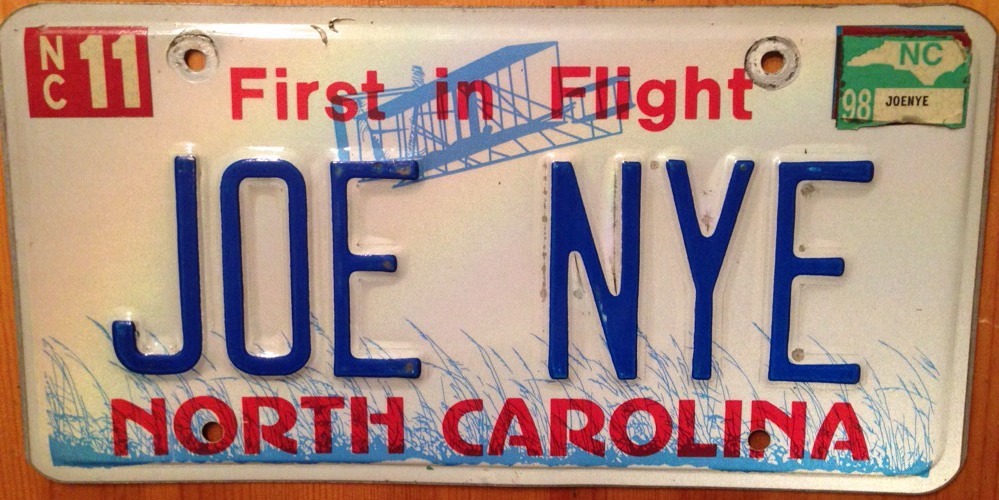 NC 11
NC
98 JOENYE
First in Flight
JOE NYE
NORTH CAROLINA